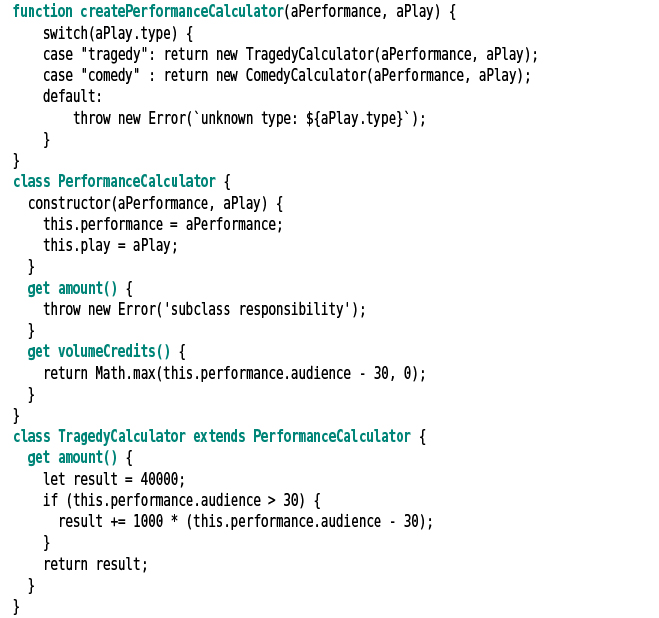 function createPerformanceCalculator(aPerformance, aPlay) {
    switch(aPlay.type) {
    case "tragedy": return new TragedyCalculator(aPerformance, aPlay);
    case "comedy" : return new ComedyCalculator(aPerformance, aPlay);
    default:
        throw new Error(`unknown type: ${aPlay.type}`);
    }
}
class PerformanceCalculator {
  constructor(aPerformance, aPlay) {
    this.performance = aPerformance;
    this.play = aPlay;
  }
  get amount() {
    throw new Error('subclass responsibility');
  }
  get volumeCredits() {
    return Math.max(this.performance.audience - 30, 0);
  }
}
class TragedyCalculator extends PerformanceCalculator {
  get amount() {
    let result = 40000;
    if (this.performance.audience > 30) {
      result += 1000 * (this.performance.audience - 30);
    }
    return result;
  }
}